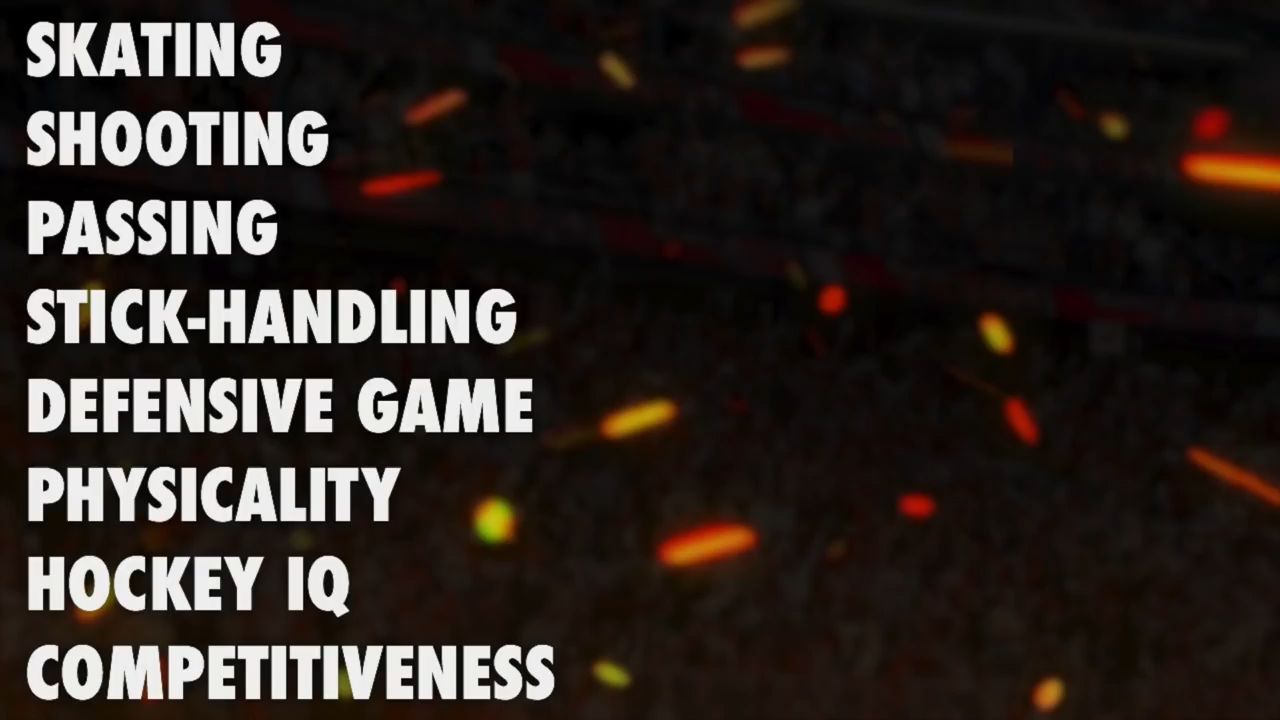 SKATING
SHOOTING
PASSING
STICK-HANDLING
DEFENSIVE GAME
PHYSICALITY
HOCKEY IQ
COMPETITIVENESS